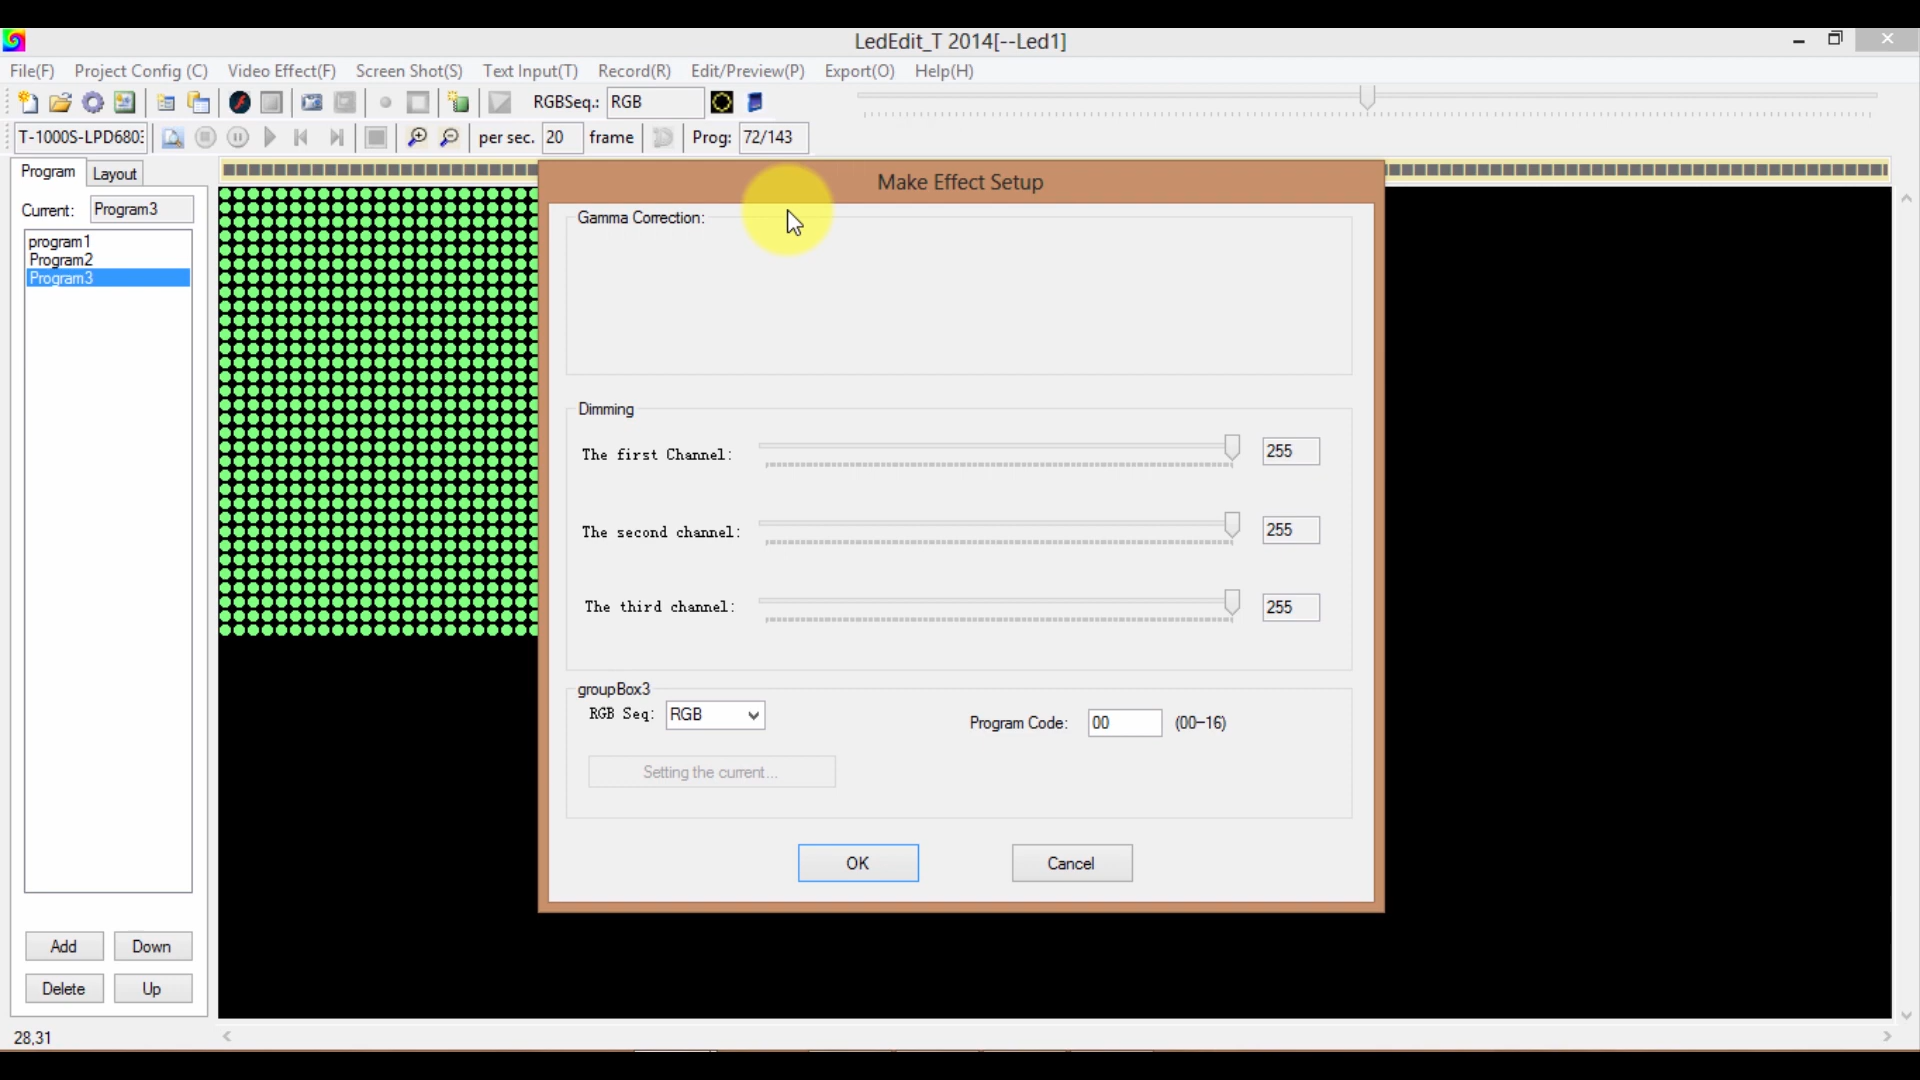 LedEdit_T 2014[--Led1]
File(F) Project Config (C) Video Effect(F) Screen Shot(S) Text Input(T) Record(R) Edit/Preview(P) Export(O) Help(H)
RGBSeq.: RGB
T-1000S-LPD6803 per sec. 20 frame Prog: 72/143
Program Layout
Make Effect Setup
Current: Program3
Gamma Correction:
program1
Program2
Program3
Dimming
The first Channel: 255
The second channel: 255
The third channel: 255
groupBox3
RGB Seq: RGB
Program Code: 00 (00-16)
Setting the current...
OK Cancel
Add Down
Delete Up
28,31